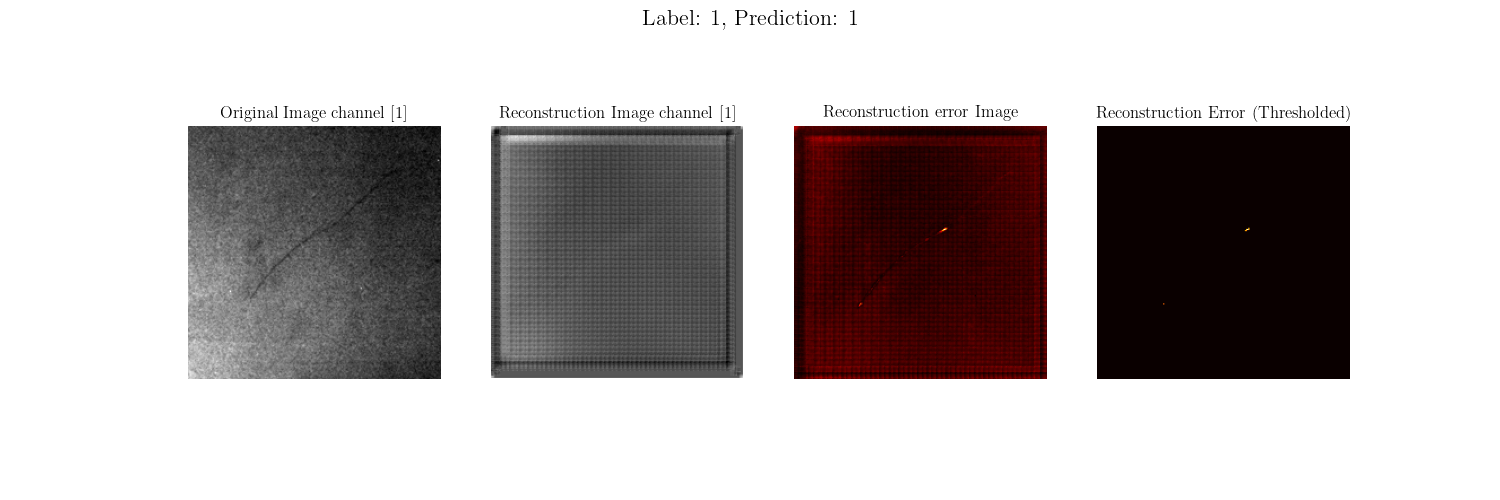 Label: 1, Prediction: 1
Original Image channel [1]
Reconstruction Image channel [1]
Reconstruction error Image
Reconstruction Error (Thresholded)